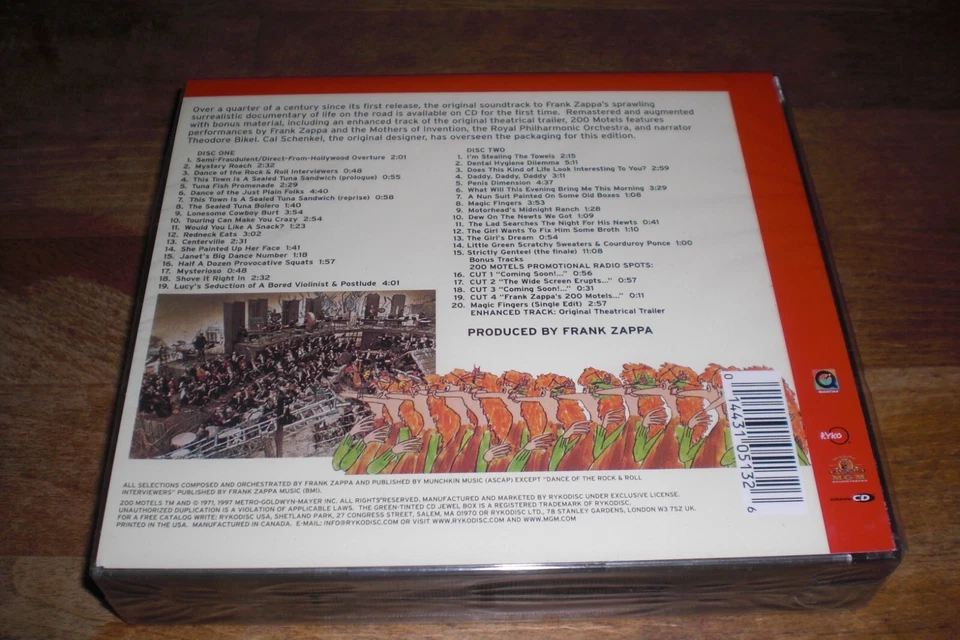 Over a quarter of a century since its first release, the original soundtrack to Frank Zappa's sprawling
surrealistic documentary of life on the road is available on CD for the first time. Remastered and augmented
with bonus material, including an enhanced track of the original theatrical trailer, 200 Motels features
performances by Frank Zappa and the Mothers of Invention, the Royal Philharmonic Orchestra, and narrator
Theodore Bikel. Cal Schenkel, the original designer, has overseen the packaging for this edition.
DISC ONE
1. Semi-Fraudulent/Direct-From-Hollywood Overture 2:01
2. Mystery Roach 2:32
3. Dance of the Rock & Roll Interviewers 0:48
4. This Town Is A Sealed Tuna Sandwich (prologue) 0:55
5. Tuna Fish Promenade 2:29
6. Dance of the Just Plain Folks 4:40
7. This Town Is A Sealed Tuna Sandwich (reprise) 0:58
8. The Sealed Tuna Bolero 1:40
9. Lonesome Cowboy Burt 3:54
10. Touring Can Make You Crazy 2:54
11. Would You Like A Snack? 1:23
12. Redneck Eats 3:02
13. Centerville 2:31
14. She Painted Up Her Face 1:41
15. Janet's Big Dance Number 1:18
16. Half A Dozen Provocative Squats 1:57
17. Mysterioso 0:48
18. Shove It Right In 2:32
19. Lucy's Seduction of A Bored Violinist & Postlude 4:01
DISC TWO
1. I'm Stealing The Towels 2:15
2. Dental Hygiene Dilemma 5:11
3. Does This Kind of Life Look Interesting To You? 2:59
4. Daddy, Daddy, Daddy 3:11
5. Penis Dimension 4:37
6. What Will This Evening Bring Me This Morning 3:29
7. A Nun Suit Painted On Some Old Boxes 1:08
8. Magic Fingers 3:53
9. Motorhead's Midnight Ranch 1:28
10. Dew On The Newts We Got 1:09
11. The Lad Searches The Night For His Newts 0:41
12. The Girl Wants To Fix Him Some Broth 1:10
13. The Girl's Dream 0:54
14. Little Green Scratchy Sweaters & Courduroy Ponce 1:00
15. Strictly Genteel (the finale) 11:08
Bonus Tracks
200 MOTELS PROMOTIONAL RADIO SPOTS:
16. CUT 1 "Coming Soon!..." 0:56
17. CUT 2 "The Wide Screen Erupts..." 0:57
18. CUT 3 "Coming Soon!..." 0:31
19. CUT 4 "Frank Zappa's 200 Motels..." 0:11
20. Magic Fingers (Single Edit) 2:57
ENHANCED TRACK: Original Theatrical Trailer
PRODUCED BY FRANK ZAPPA
0 14431 05132 6
RYKO
MGM
CD
ALL SELECTIONS COMPOSED AND ORCHESTRATED BY FRANK ZAPPA AND PUBLISHED BY MUNCHKIN MUSIC (ASCAP) EXCEPT "DANCE OF THE ROCK & ROLL
INTERVIEWERS" PUBLISHED BY FRANK ZAPPA MUSIC (BMI).
200 MOTELS TM AND © 1971, 1997 METRO-GOLDWYN-MAYER INC. ALL RIGHTS RESERVED. MANUFACTURED AND MARKETED BY RYKODISC UNDER EXCLUSIVE LICENSE.
UNAUTHORIZED DUPLICATION IS A VIOLATION OF APPLICABLE LAWS. THE GREEN-TINTED CD JEWEL BOX IS A REGISTERED TRADEMARK OF RYKODISC.
FOR A FREE CATALOG WRITE: RYKODISC USA, SHETLAND PARK, 27 CONGRESS STREET, SALEM, MA 01970 OR RYKODISC LTD., 78 STANLEY GARDENS, LONDON W3 7SZ UK.
PRINTED IN THE USA. MANUFACTURED IN CANADA. E-MAIL: INFO@RYKODISC.COM OR VISIT WWW.RYKODISC.COM AND WWW.MGM.COM